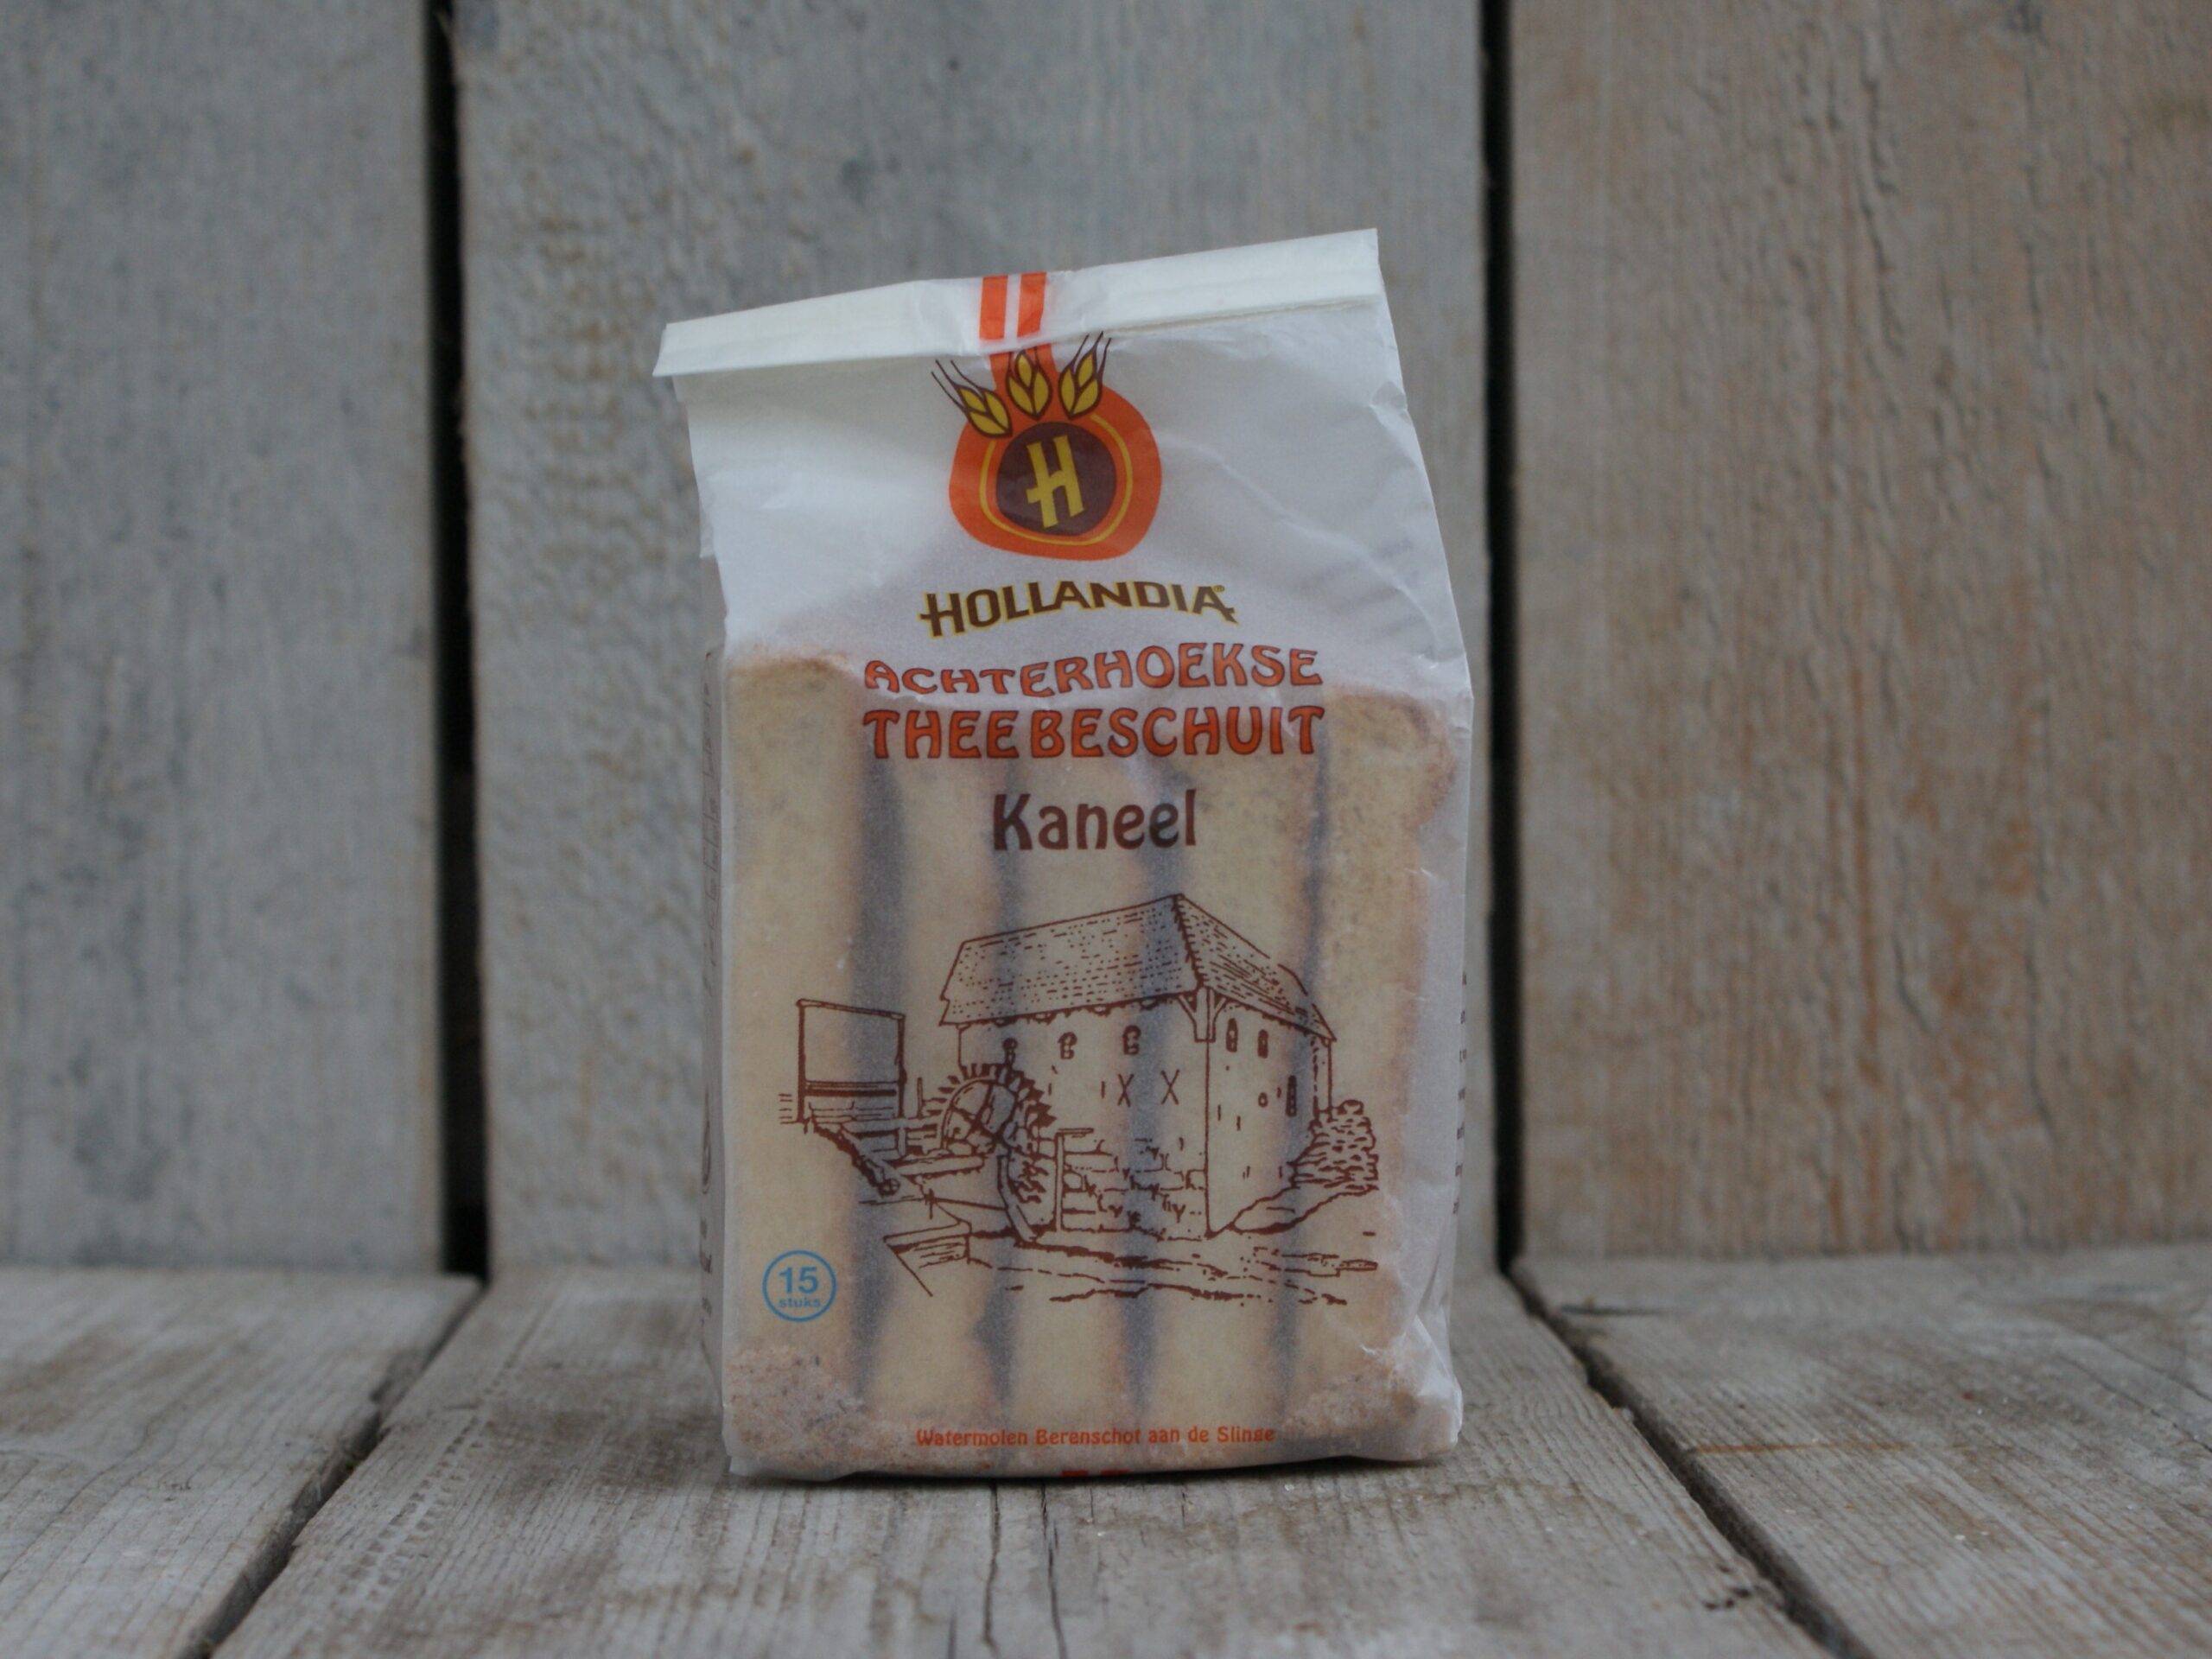 H
HOLLANDIA®
ACHTERHOEKSE
THEE BESCHUIT
Kaneel
15
stuks
Watermolen Berenschot aan de Slinge